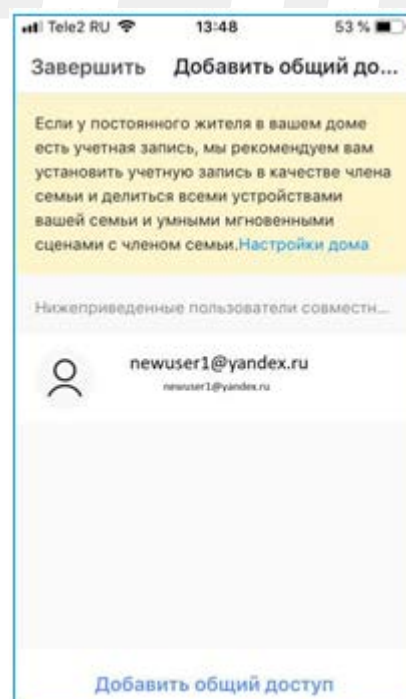 Tele2 RU 13:48 53 %
Завершить Добавить общий до...
Если у постоянного жителя в вашем доме
есть учетная запись, мы рекомендуем вам
установить учетную запись в качестве члена
семьи и делиться всеми устройствами
вашей семьи и умными мгновенными
сценами с членом семьи.Настройки дома
Нижеприведенные пользователи совместн...
newuser1@yandex.ru
newuser1@yandex.ru
Добавить общий доступ